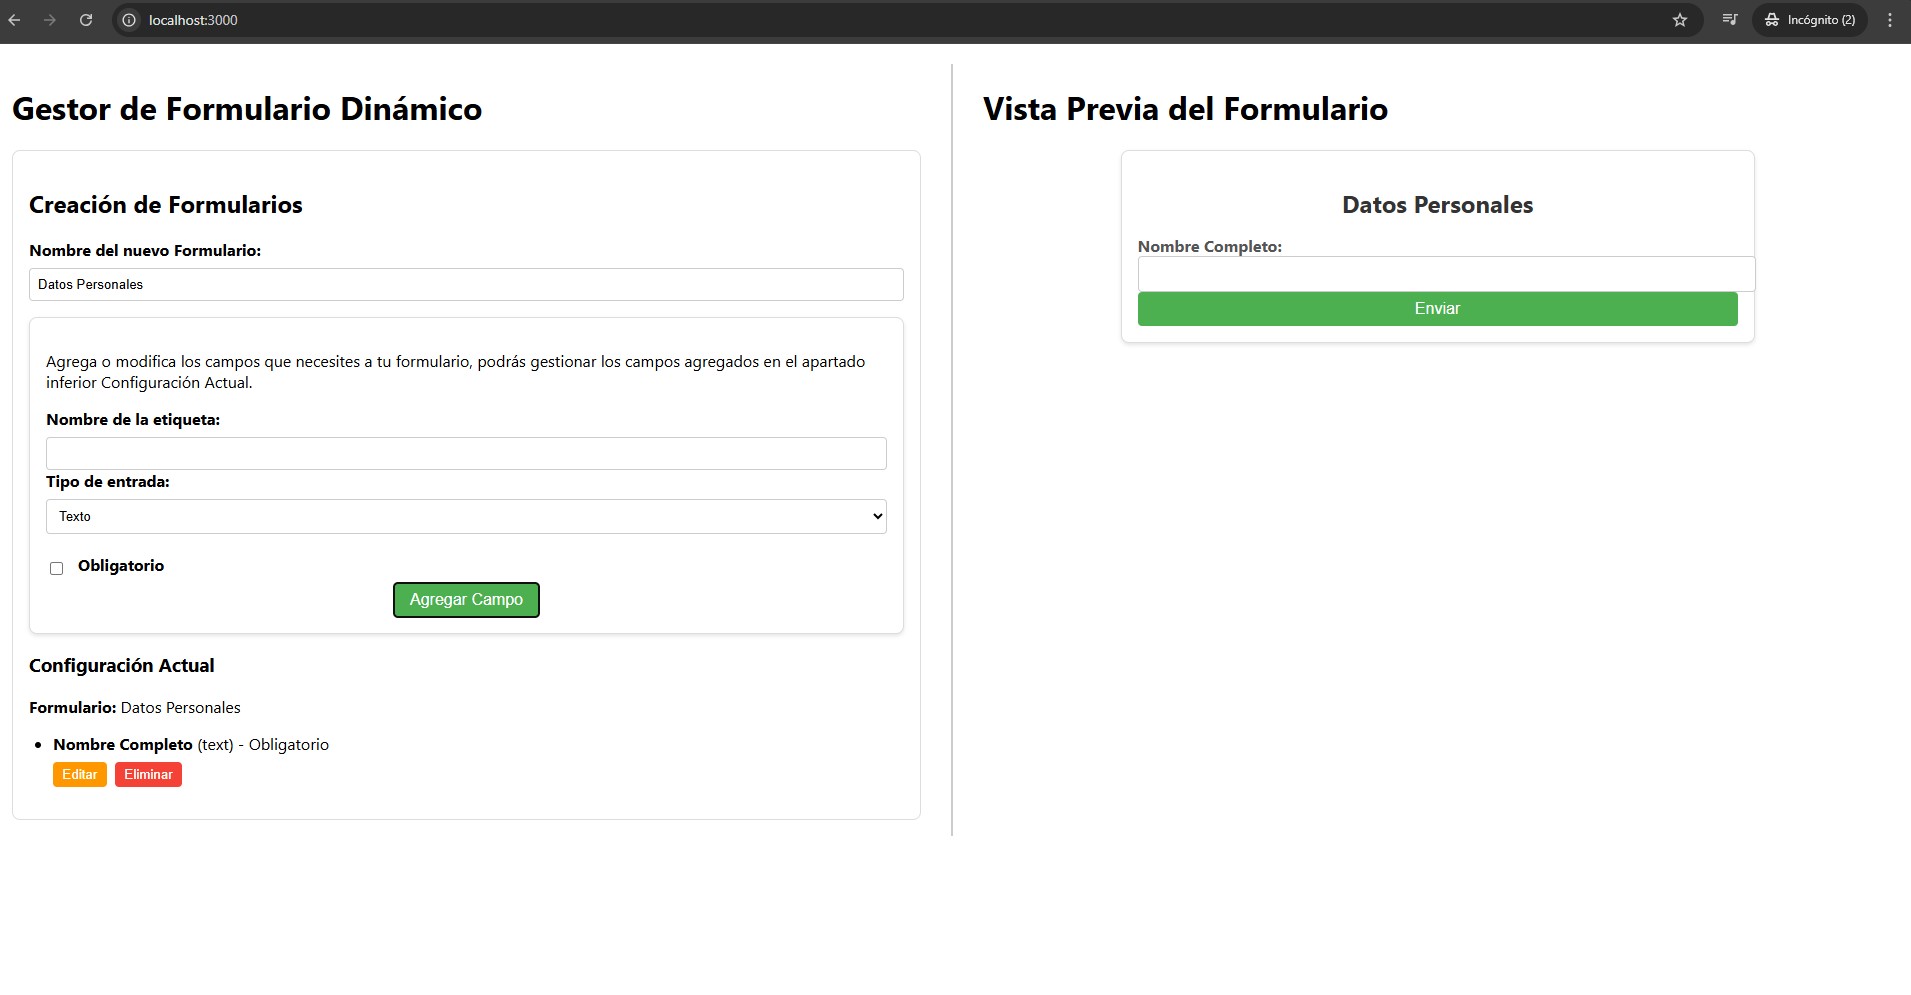 localhost:3000
Incógnito (2)
Gestor de Formulario Dinámico
Creación de Formularios
Nombre del nuevo Formulario:
Datos Personales
Agrega o modifica los campos que necesites a tu formulario, podrás gestionar los campos agregados en el apartado
inferior Configuración Actual.
Nombre de la etiqueta:
Tipo de entrada:
Texto
Obligatorio
Agregar Campo
Configuración Actual
Formulario: Datos Personales
Nombre Completo (text) - Obligatorio
Editar Eliminar
Vista Previa del Formulario
Datos Personales
Nombre Completo:
Enviar